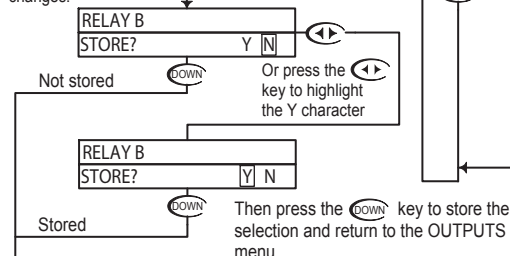 changes.
RELAY B
STORE? Y N
DOWN
Not stored
Or press the
key to highlight
the Y character
RELAY B
STORE? Y N
DOWN
Stored
Then press the DOWN key to store the
selection and return to the OUTPUTS
menu